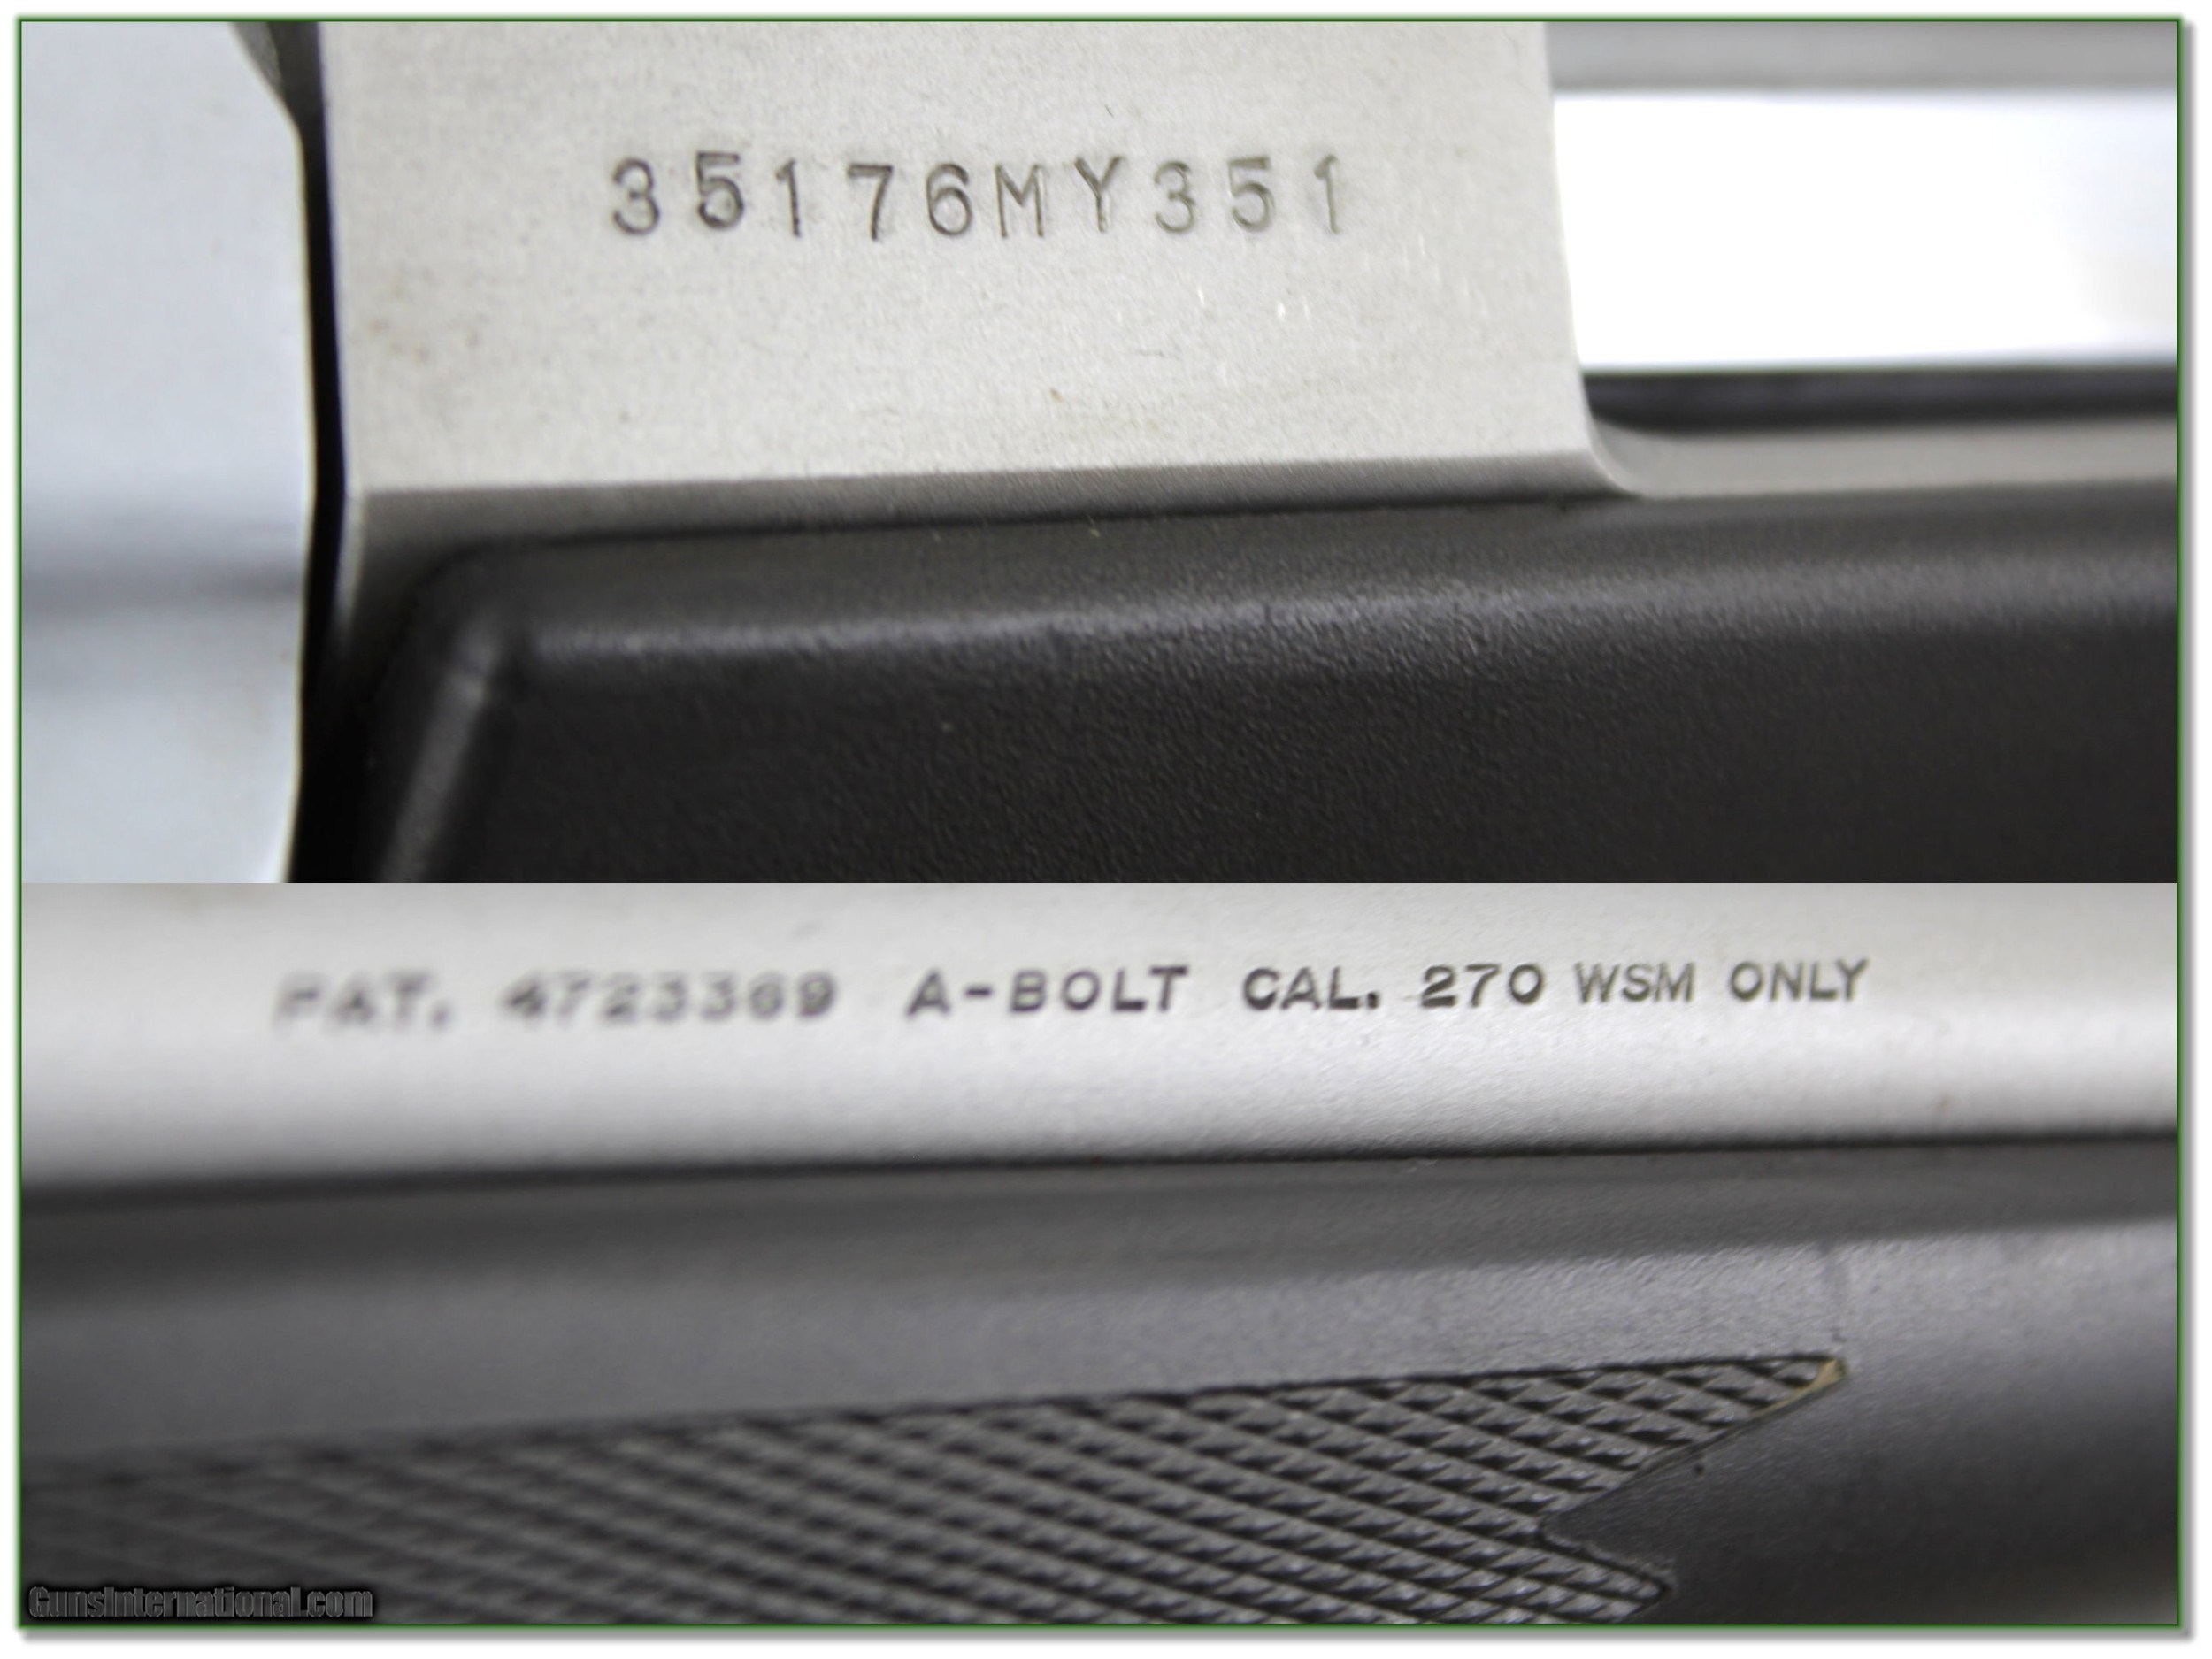 35176MY351
PAT. 4723369 A-BOLT CAL. 270 WSM ONLY
GunsInternational.com